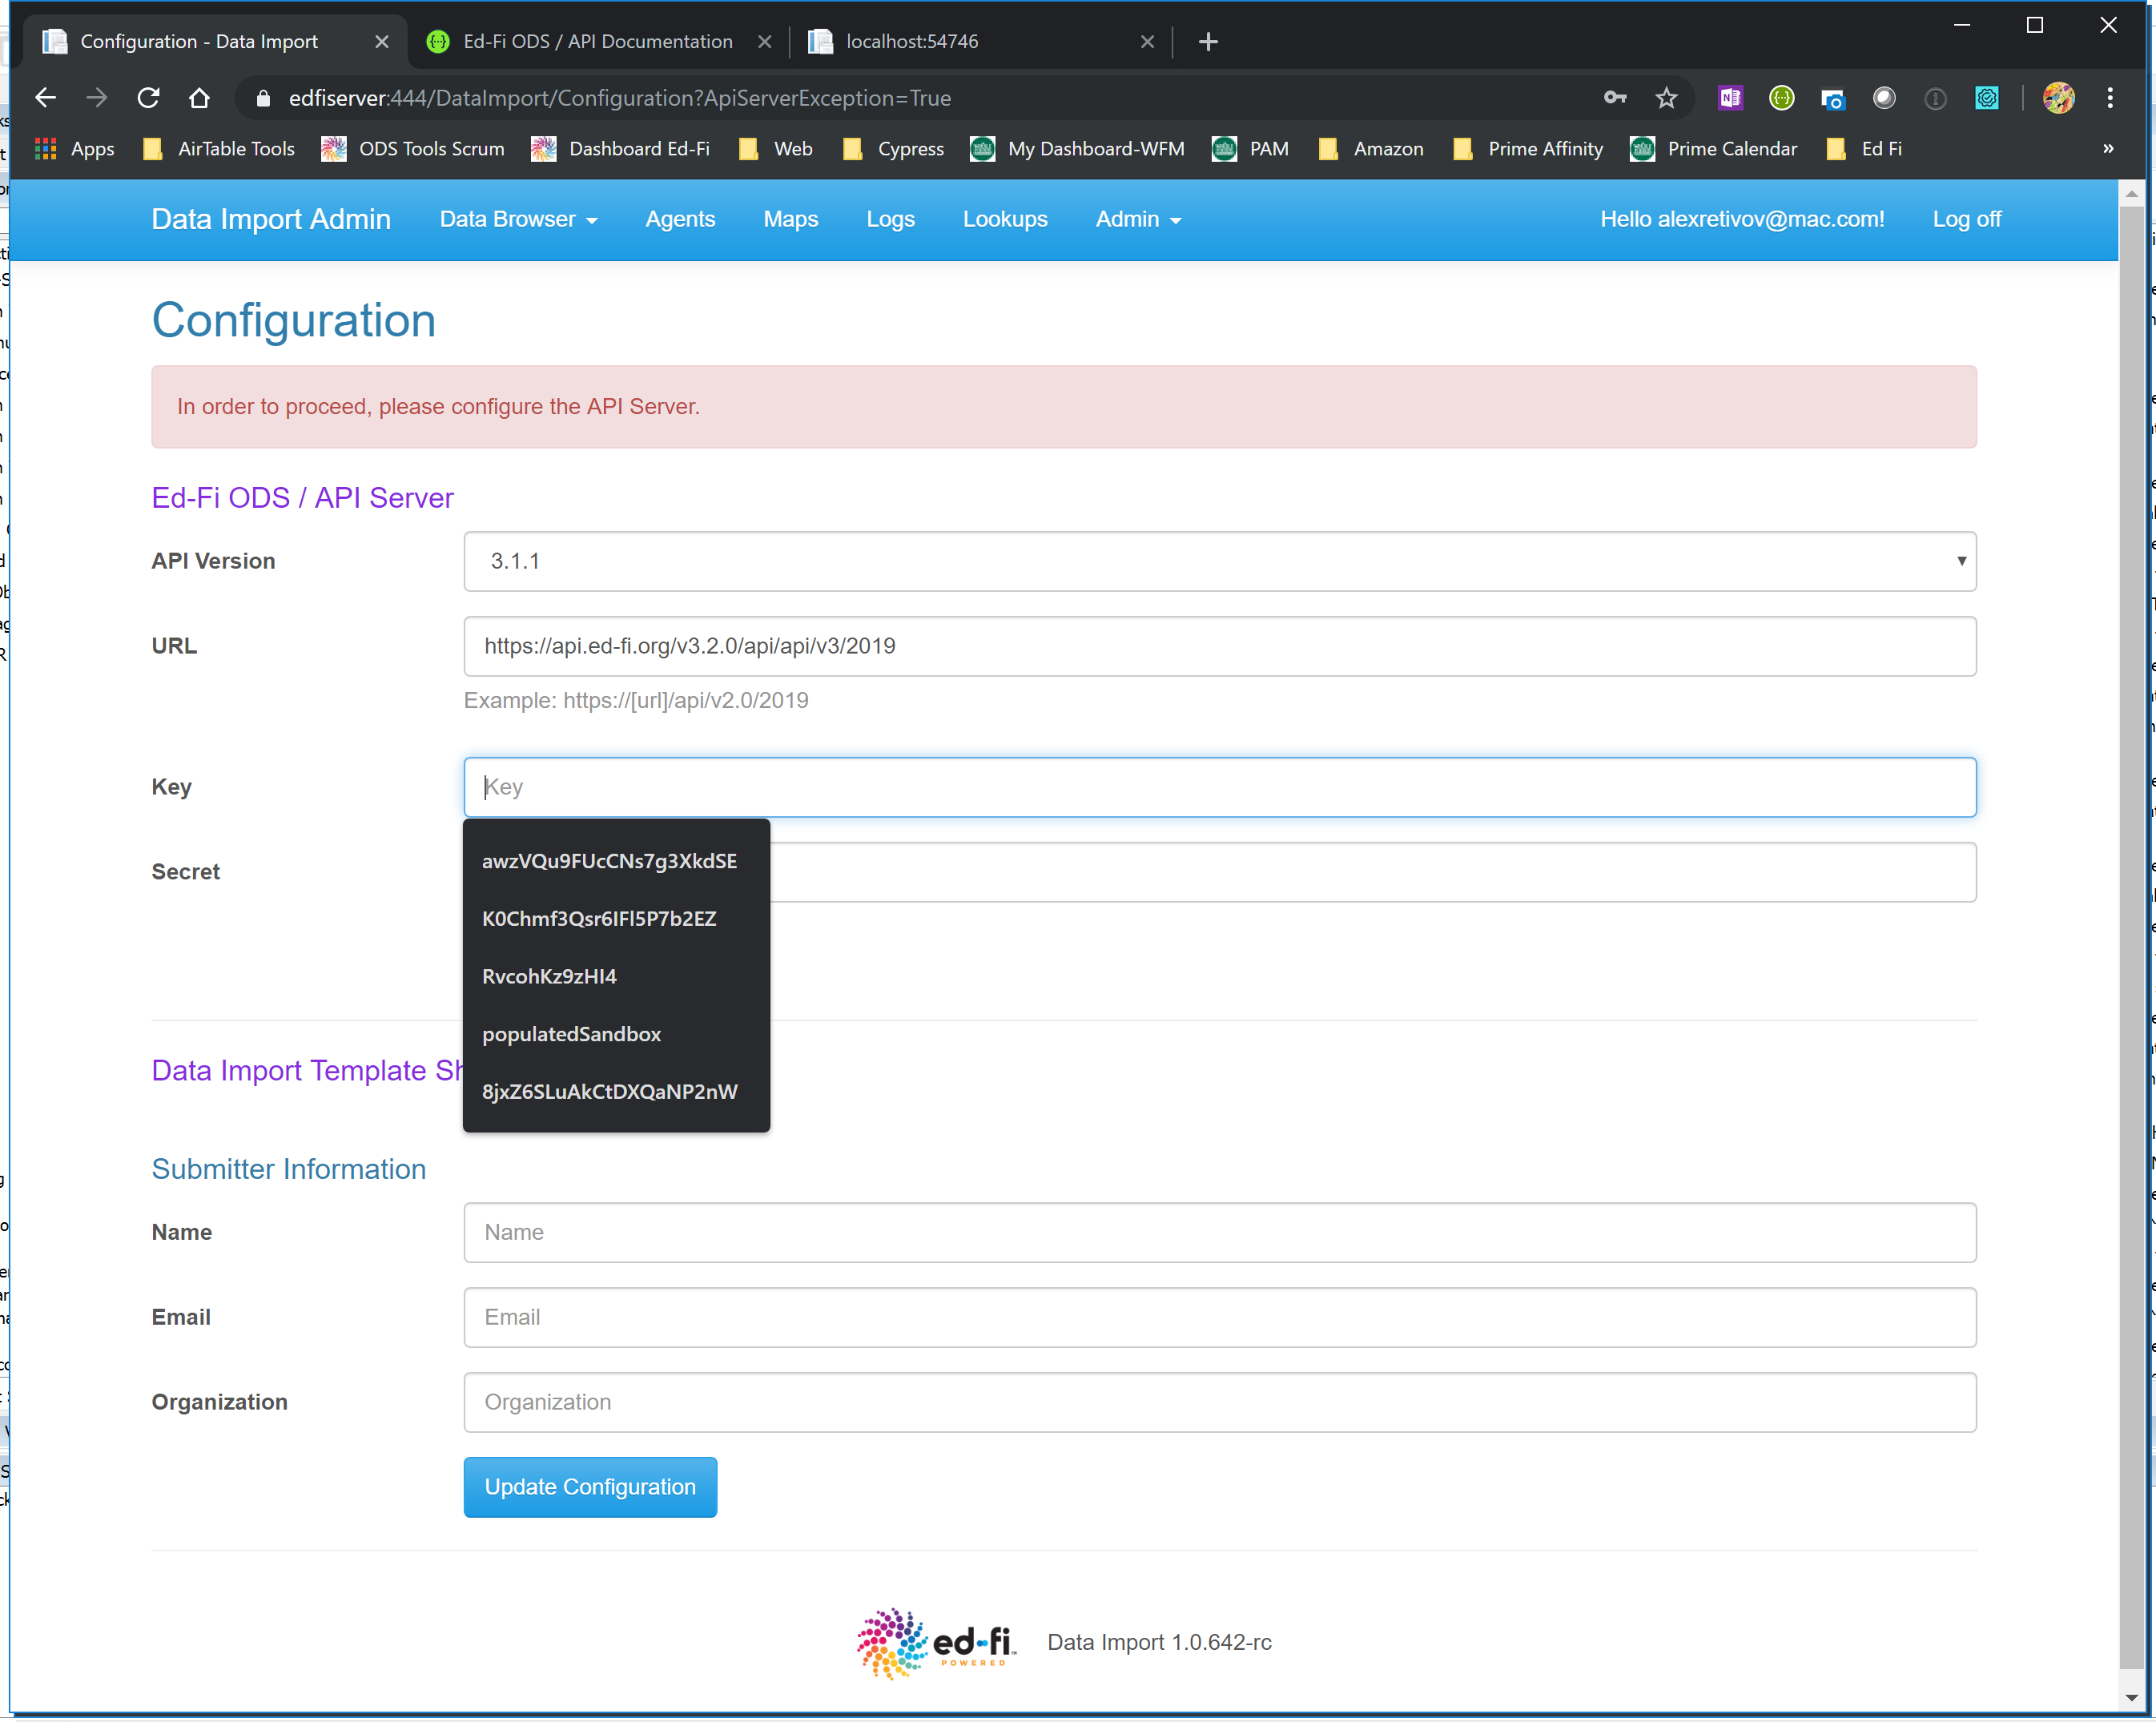 Configuration - Data Import
Ed-Fi ODS / API Documentation
localhost:54746
edfiserver:444/DataImport/Configuration?ApiServerException=True
Apps AirTable Tools ODS Tools Scrum Dashboard Ed-Fi Web Cypress My Dashboard-WFM PAM Amazon Prime Affinity Prime Calendar Ed Fi »
Data Import Admin Data Browser Agents Maps Logs Lookups Admin Hello alexretivov@mac.com! Log off
Configuration
In order to proceed, please configure the API Server.
Ed-Fi ODS / API Server
API Version 3.1.1
URL https://api.ed-fi.org/v3.2.0/api/api/v3/2019
Example: https://[url]/api/v2.0/2019
Key Key
awzVQu9FUcCNs7g3XkdSE
Secret
K0Chmf3Qsr6IFl5P7b2EZ
RvcohKz9zHI4
populatedSandbox
Data Import Template Sh
8jxZ6SLuAkCtDXQaNP2nW
Submitter Information
Name Name
Email Email
Organization Organization
Update Configuration
ed-fi POWERED
Data Import 1.0.642-rc